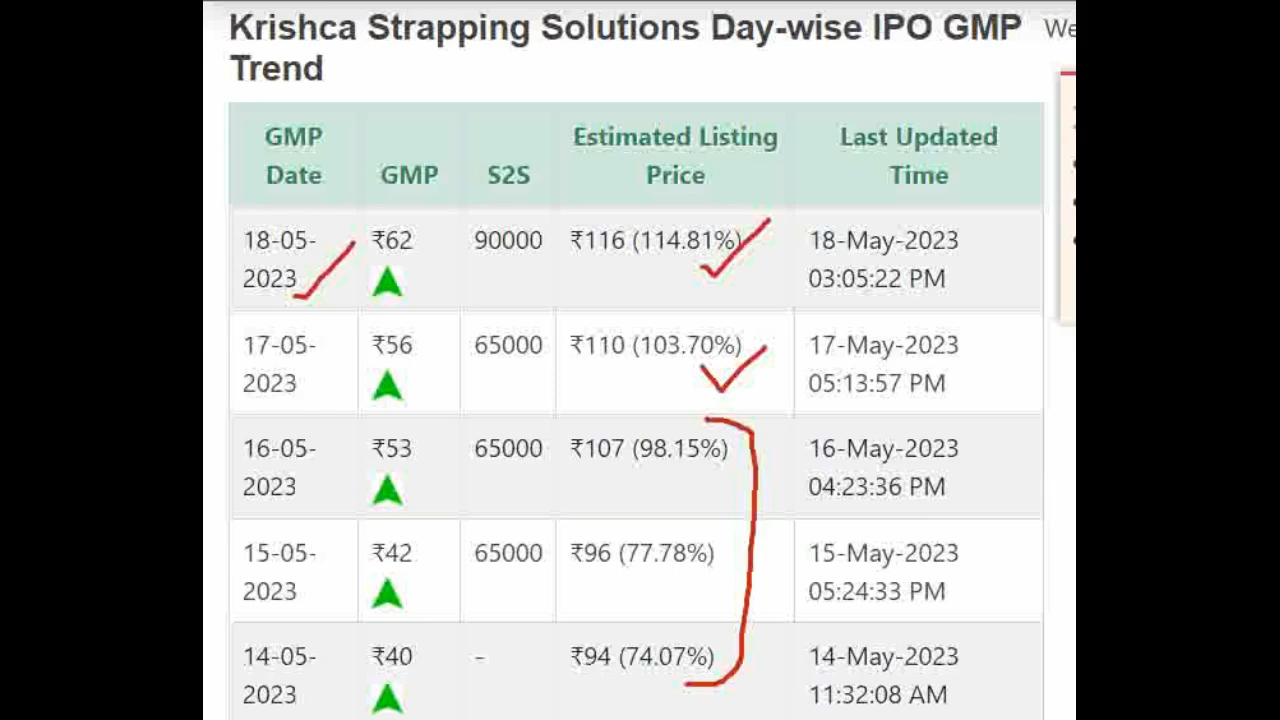 Krishca Strapping Solutions Day-wise IPO GMP
Trend
GMP Date GMP S2S Estimated Listing Price Last Updated Time
18-05-2023 ₹62 90000 ₹116 (114.81%) 18-May-2023 03:05:22 PM
17-05-2023 ₹56 65000 ₹110 (103.70%) 17-May-2023 05:13:57 PM
16-05-2023 ₹53 65000 ₹107 (98.15%) 16-May-2023 04:23:36 PM
15-05-2023 ₹42 65000 ₹96 (77.78%) 15-May-2023 05:24:33 PM
14-05-2023 ₹40 - ₹94 (74.07%) 14-May-2023 11:32:08 AM